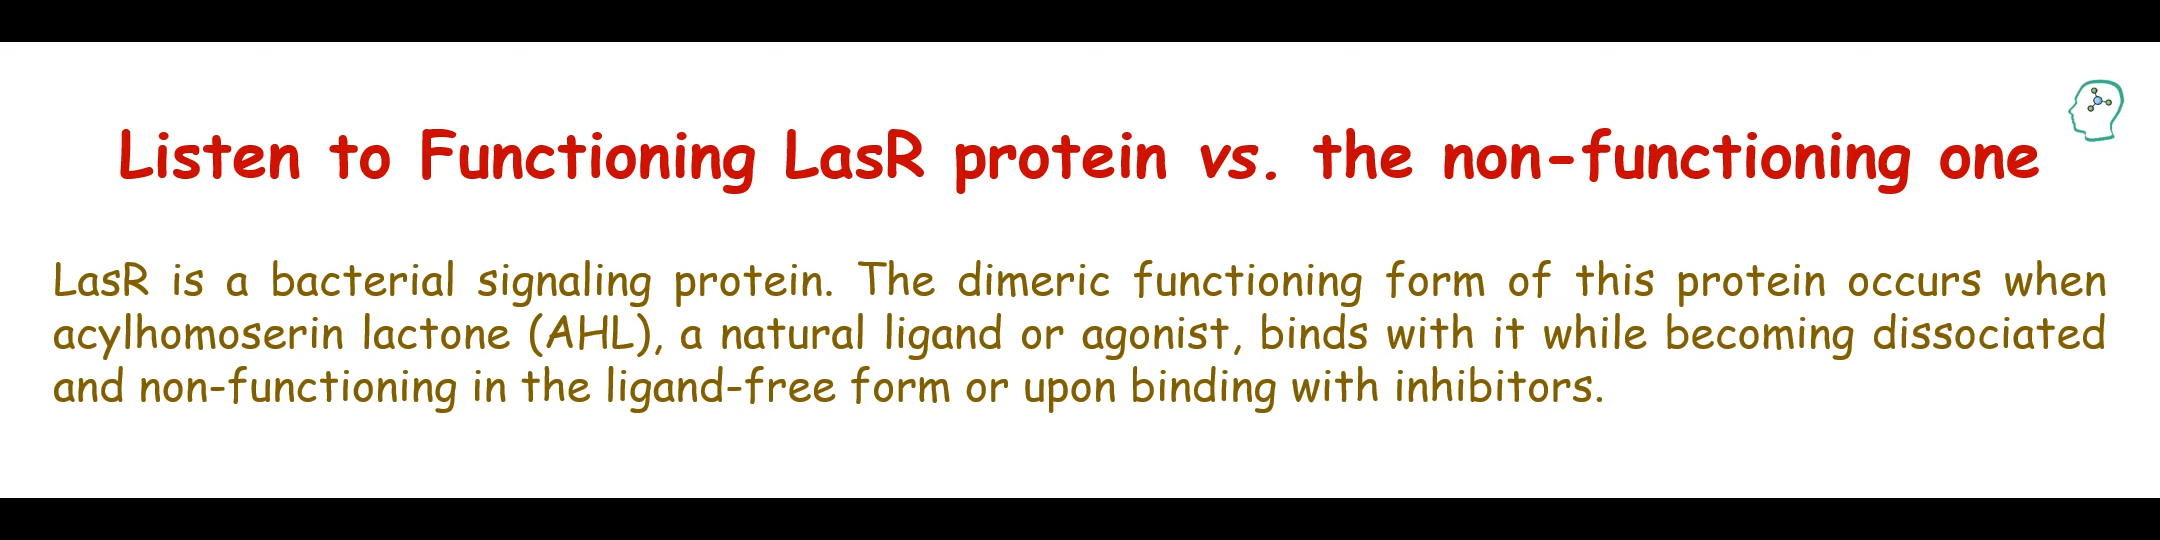 Listen to Functioning LasR protein vs. the non-functioning one
LasR is a bacterial signaling protein. The dimeric functioning form of this protein occurs when
acylhomoserin lactone (AHL), a natural ligand or agonist, binds with it while becoming dissociated
and non-functioning in the ligand-free form or upon binding with inhibitors.